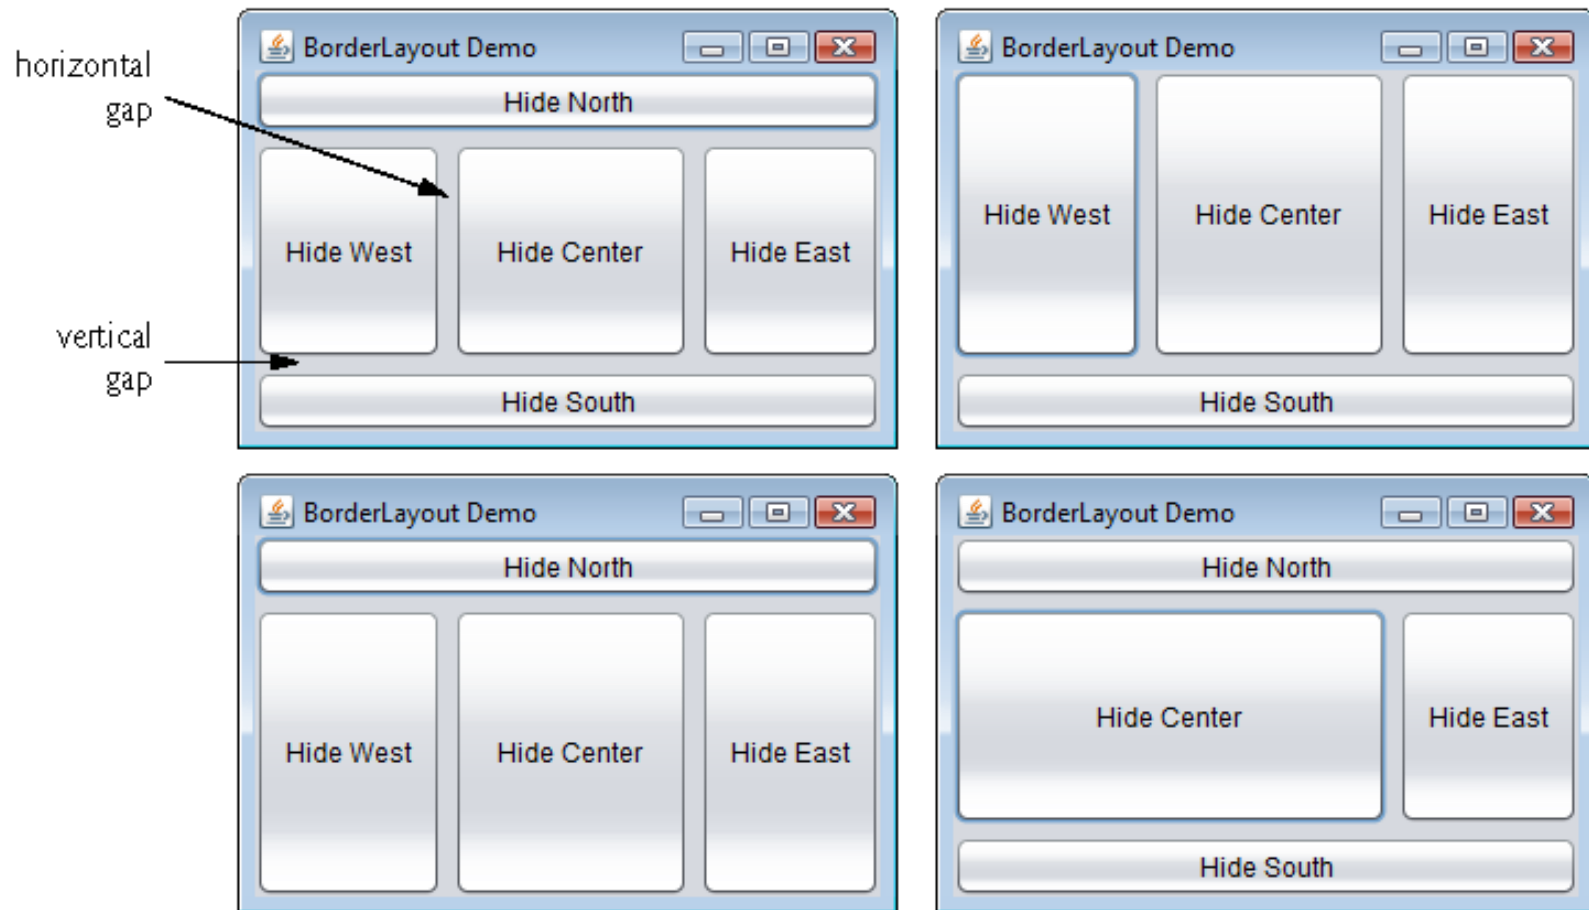 horizontal
gap
vertical
gap
BorderLayout Demo
Hide North
Hide West
Hide Center
Hide East
Hide South
BorderLayout Demo
Hide West
Hide Center
Hide East
Hide South
BorderLayout Demo
Hide North
Hide West
Hide Center
Hide East
BorderLayout Demo
Hide North
Hide Center
Hide East
Hide South